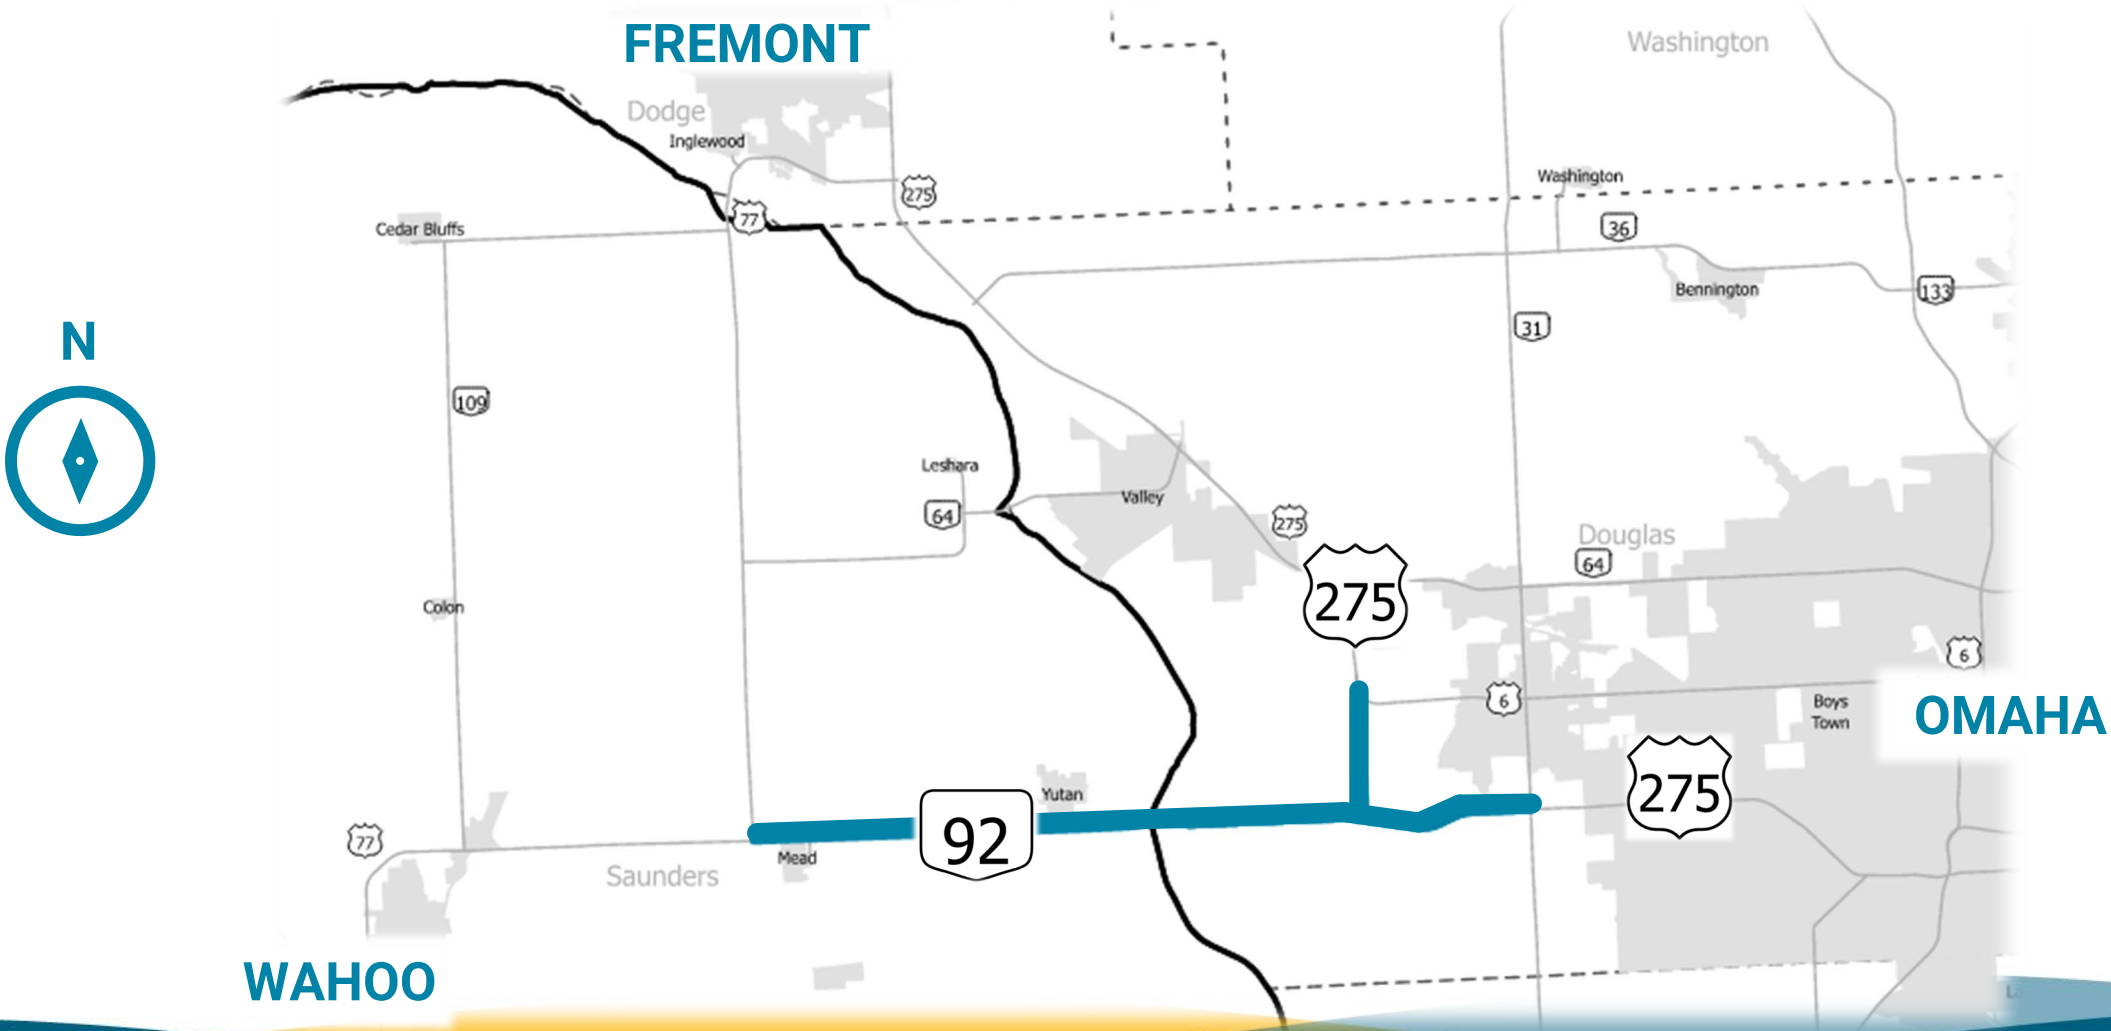 FREMONT
Washington
Dodge
Inglewood
275
Washington
77
36
Cedar Bluffs
133
Bennington
N
31
109
Leshara
Valley
64
275
Douglas
64
275
Colon
6
6
Boys
Town
OMAHA
275
Yutan
92
77
Mead
Saunders
WAHOO